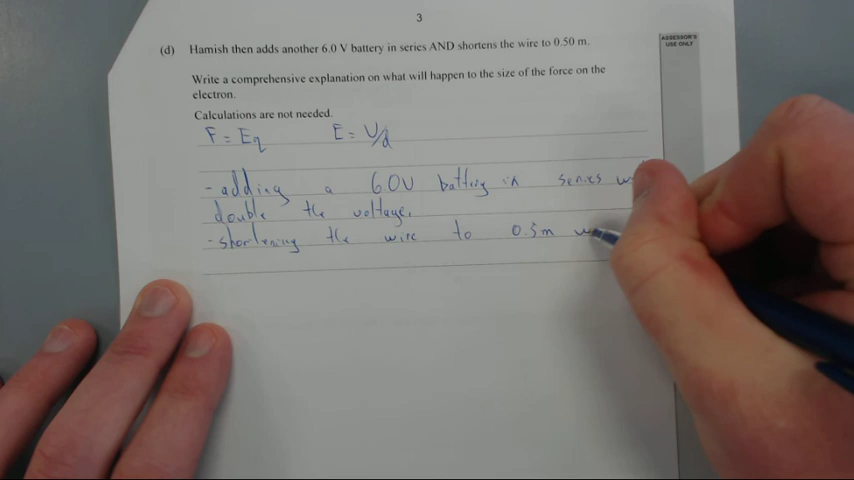 3
ASSESSOR'S
USE ONLY
(d) Hamish then adds another 6.0 V battery in series AND shortens the wire to 0.50 m.
Write a comprehensive explanation on what will happen to the size of the force on the
electron.
Calculations are not needed.
F = Eq E = V/d
- adding a 6.0V battery in series
double the voltage.
- shortening the wire to 0.5m